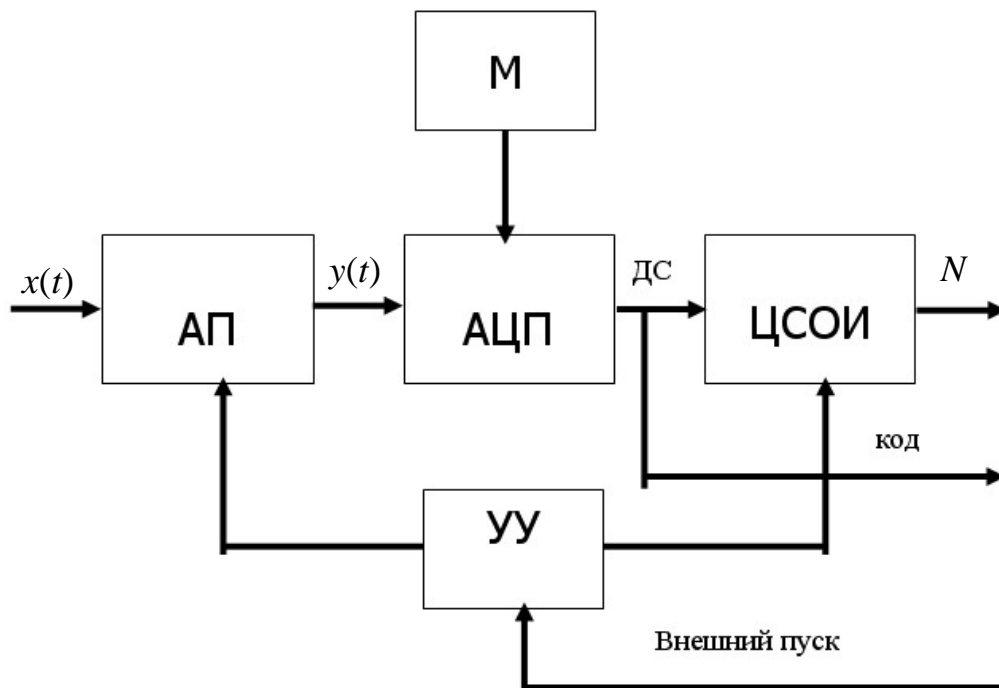 М
x(t)
АП
y(t)
АЦП
ДС
ЦСОИ
N
код
УУ
Внешний пуск